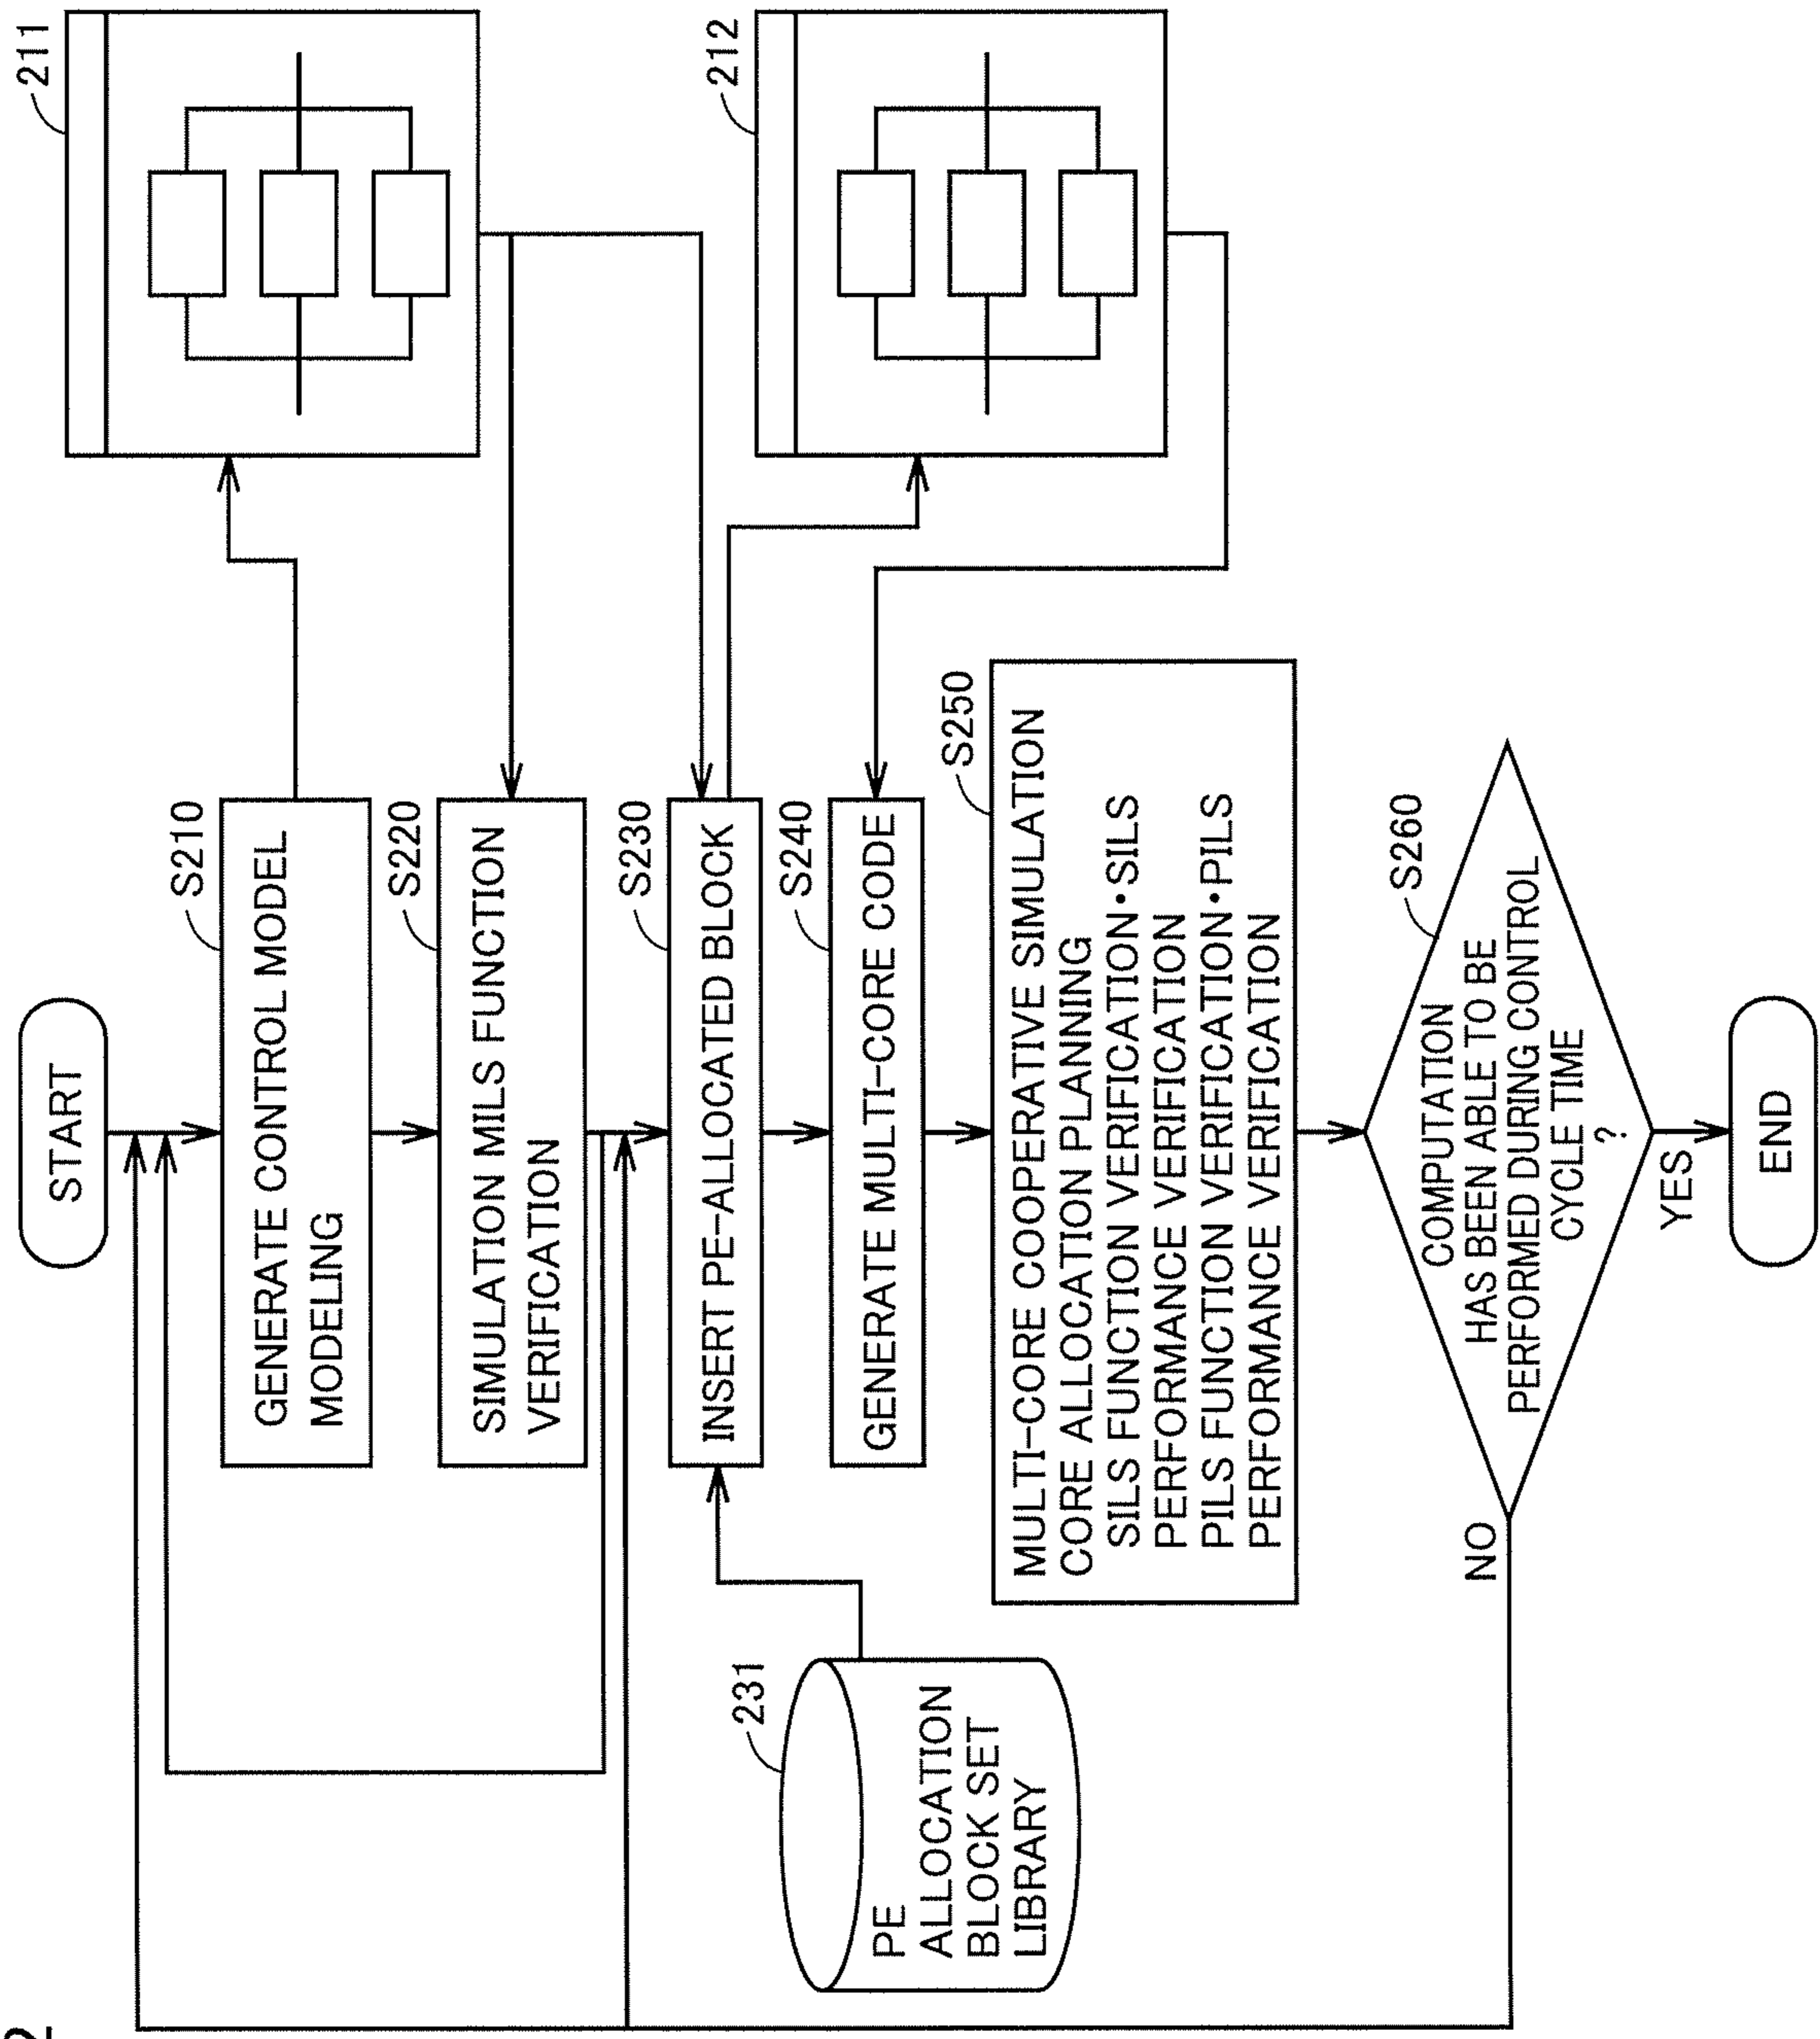 START
S210
GENERATE CONTROL MODEL
MODELING
211
S220
SIMULATION MILS FUNCTION
VERIFICATION
S230
INSERT PE-ALLOCATED BLOCK
212
231
PE
ALLOCATION
BLOCK SET
LIBRARY
S240
GENERATE MULTI-CORE CODE
S250
MULTI-CORE COOPERATIVE SIMULATION
CORE ALLOCATION PLANNING
SILS FUNCTION VERIFICATION・SILS
PERFORMANCE VERIFICATION
PILS FUNCTION VERIFICATION・PILS
PERFORMANCE VERIFICATION
S260
COMPUTATION
HAS BEEN ABLE TO BE
PERFORMED DURING CONTROL
CYCLE TIME
?
NO
YES
END